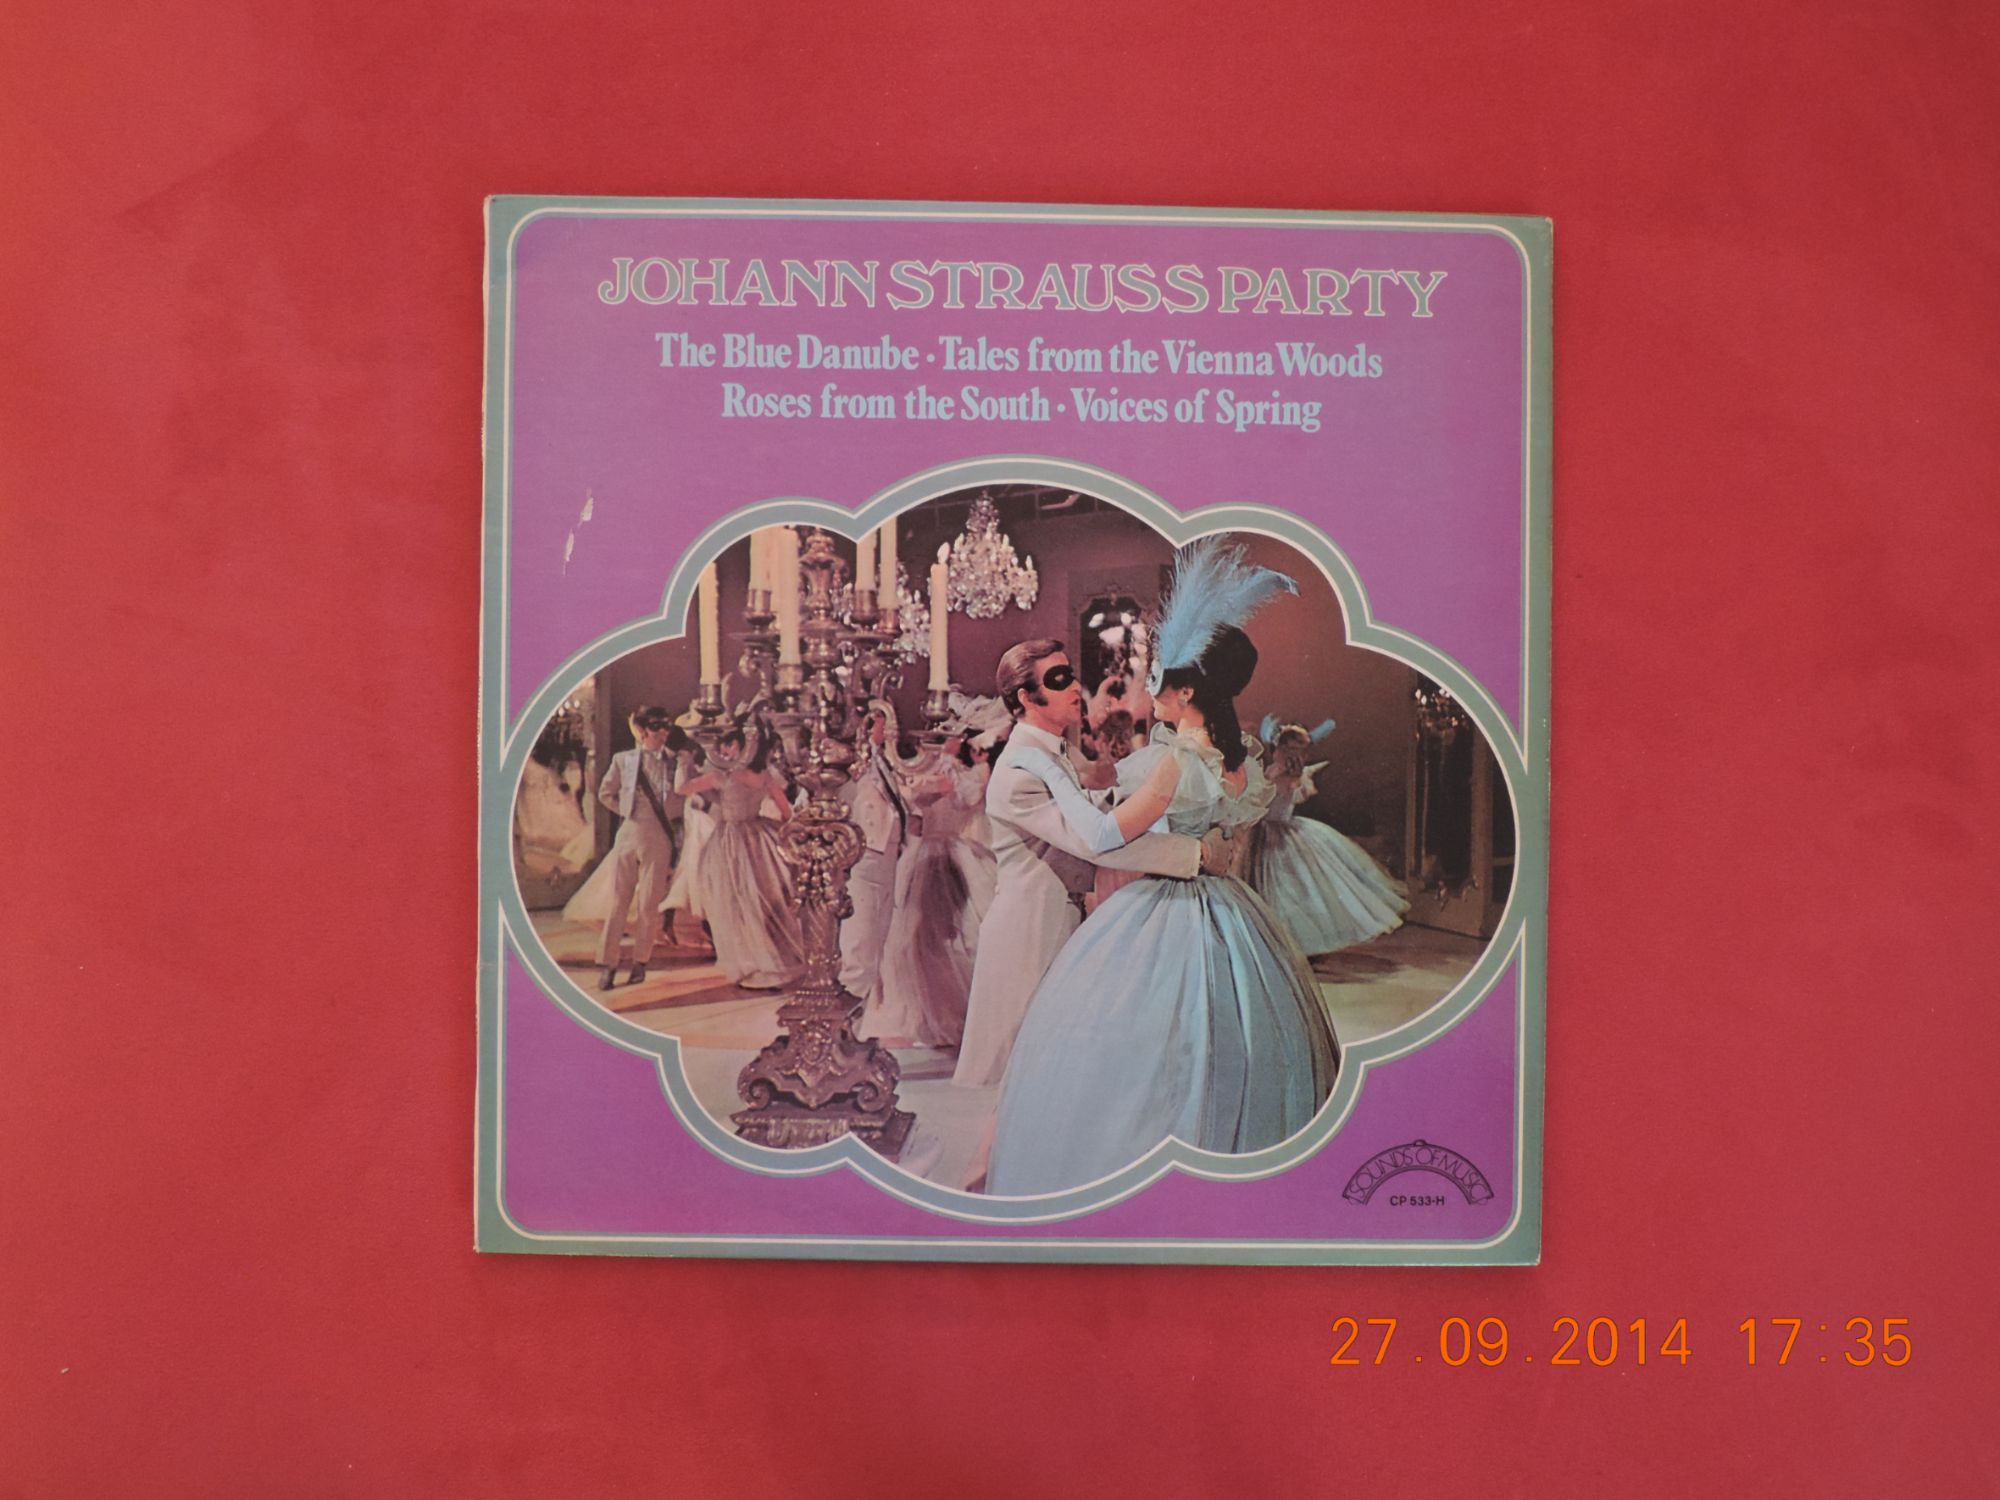 JOHANN STRAUSS PARTY
The Blue Danube · Tales from the Vienna Woods
Roses from the South · Voices of Spring
SOUNDS OF MUSIC
CP 533-H
27.09.2014 17:35